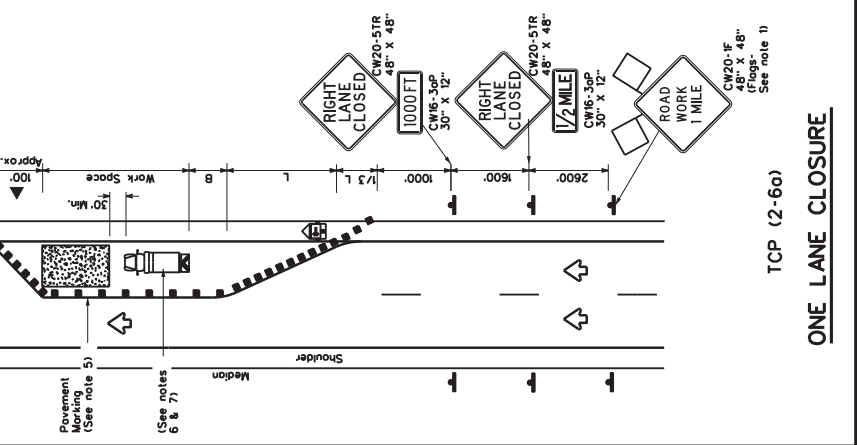 RIGHT
LANE
CLOSED
CW20-5TR
48" X 48"
1000 FT
CW16-3aP
30" X 12"
RIGHT
LANE
CLOSED
CW20-5TR
48" X 48"
1/2 MILE
CW16-3aP
30" X 12"
ROAD
WORK
1 MILE
CW20-1F
48" X 48"
(Flags-
See note 1)
Approx.
100'
Work Space
B
L
1/3 L
1000'
1600'
2600'
30' Min.
Shoulder
Median
Pavement
Marking
(See note 5)
(See notes
6 & 7)
TCP (2-6a)
ONE LANE CLOSURE